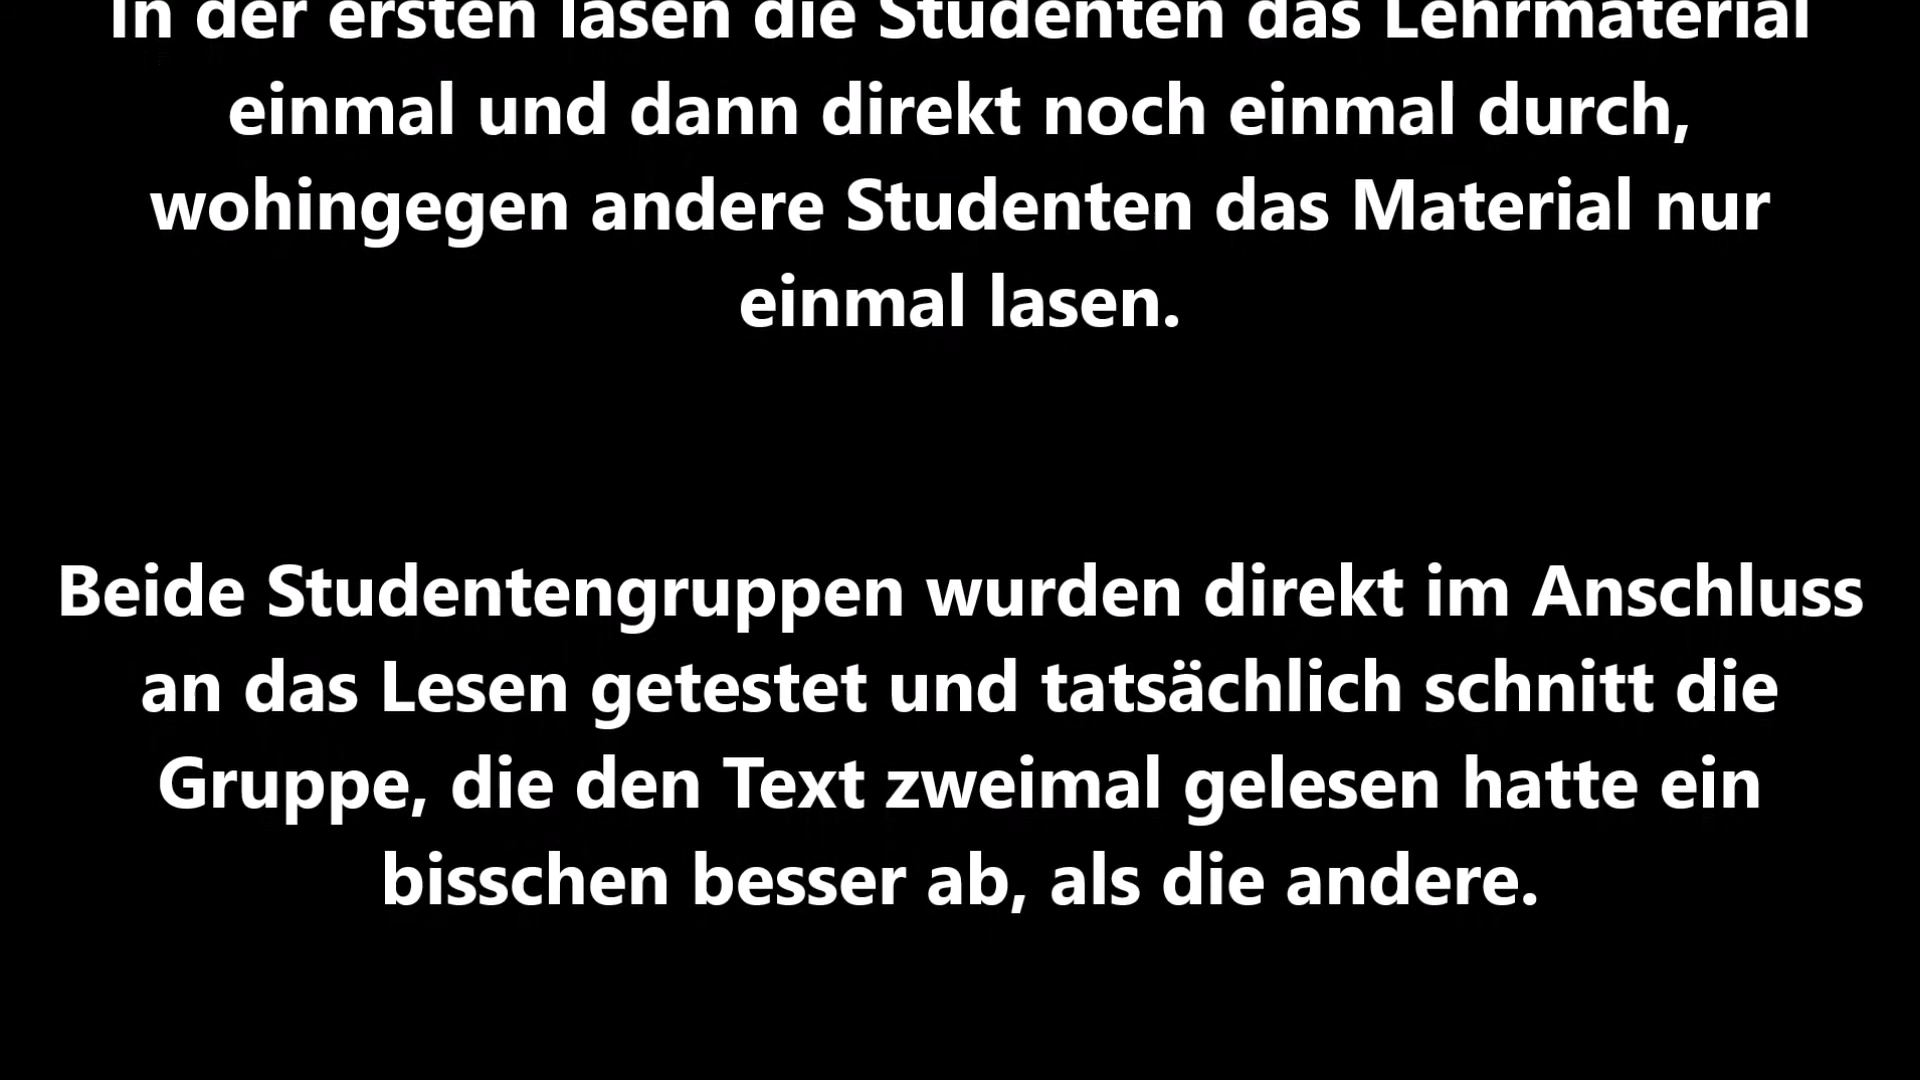 In der ersten lasen die Studenten das Lehrmaterial
einmal und dann direkt noch einmal durch,
wohingegen andere Studenten das Material nur
einmal lasen.
Beide Studentengruppen wurden direkt im Anschluss
an das Lesen getestet und tatsächlich schnitt die
Gruppe, die den Text zweimal gelesen hatte ein
bisschen besser ab, als die andere.